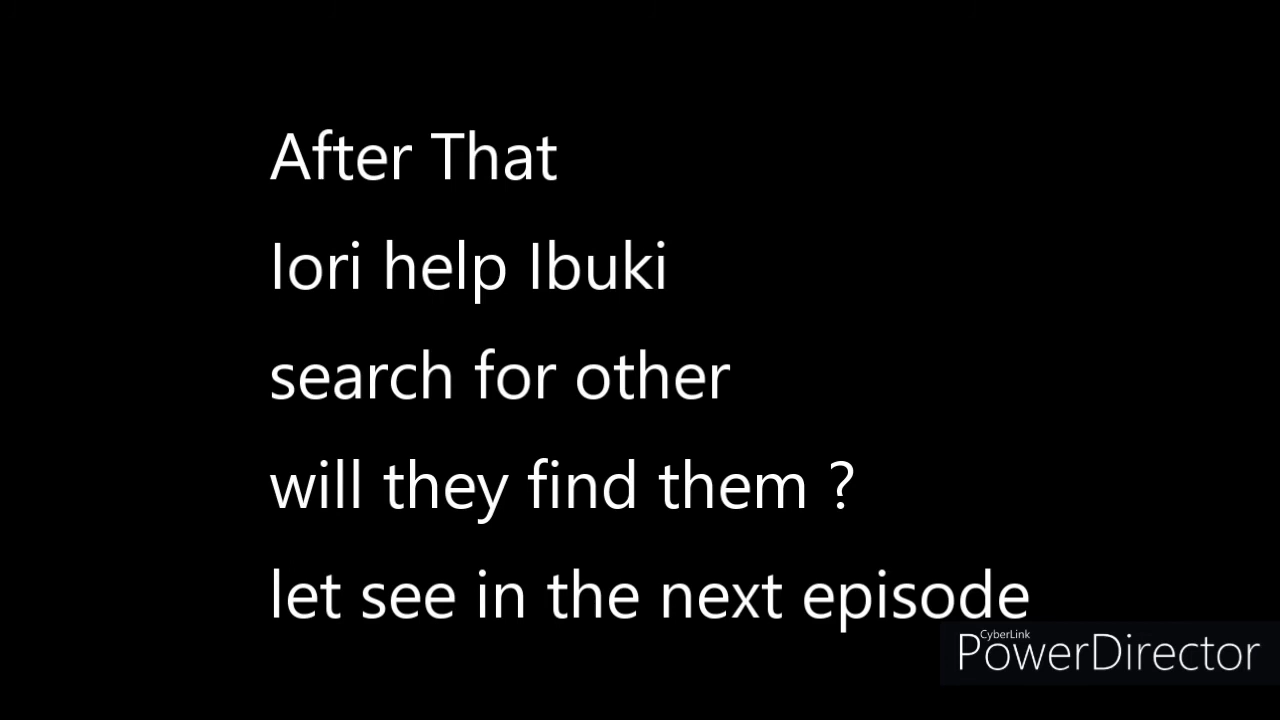 After That
Iori help Ibuki
search for other
will they find them ?
let see in the next episode
CyberLink
PowerDirector